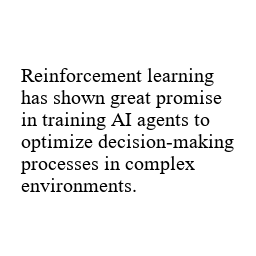 Reinforcement learning
has shown great promise
in training AI agents to
optimize decision-making
processes in complex
environments.